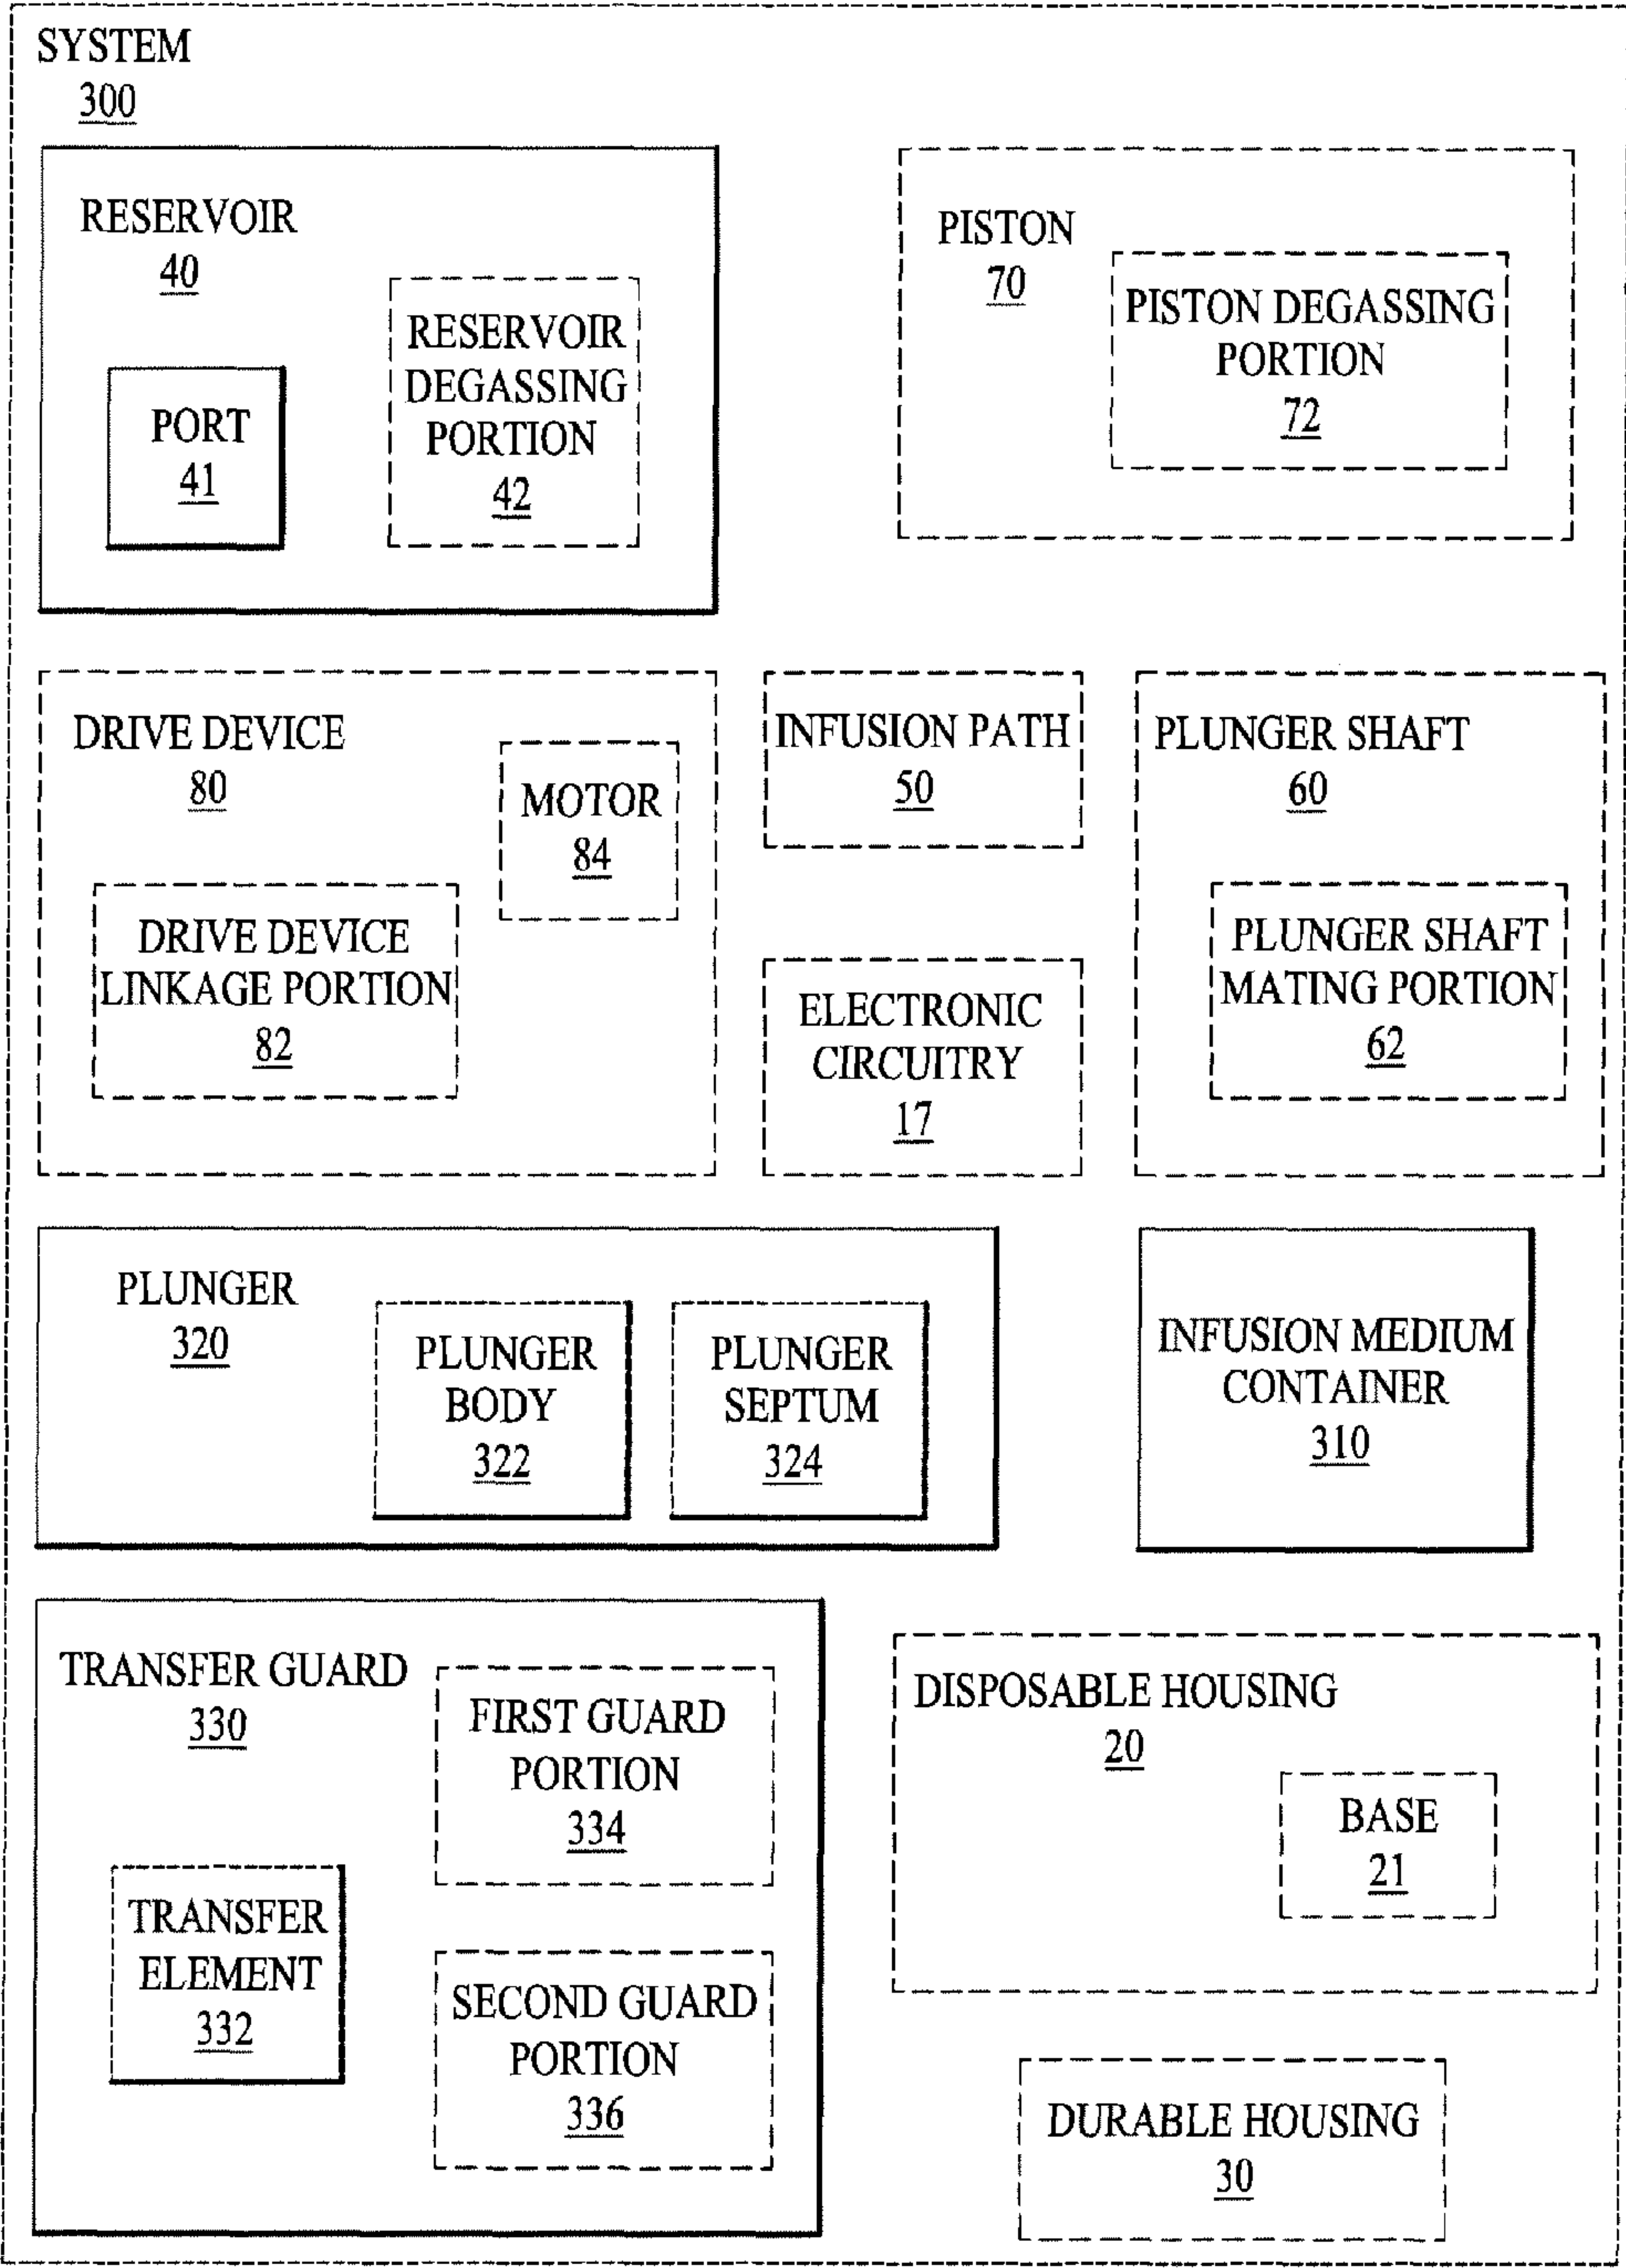 SYSTEM
300
RESERVOIR
40
PORT
41
RESERVOIR
DEGASSING
PORTION
42
PISTON
70
PISTON DEGASSING
PORTION
72
DRIVE DEVICE
80
MOTOR
84
DRIVE DEVICE
LINKAGE PORTION
82
INFUSION PATH
50
ELECTRONIC
CIRCUITRY
17
PLUNGER SHAFT
60
PLUNGER SHAFT
MATING PORTION
62
PLUNGER
320
PLUNGER
BODY
322
PLUNGER
SEPTUM
324
INFUSION MEDIUM
CONTAINER
310
TRANSFER GUARD
330
FIRST GUARD
PORTION
334
TRANSFER
ELEMENT
332
SECOND GUARD
PORTION
336
DISPOSABLE HOUSING
20
BASE
21
DURABLE HOUSING
30